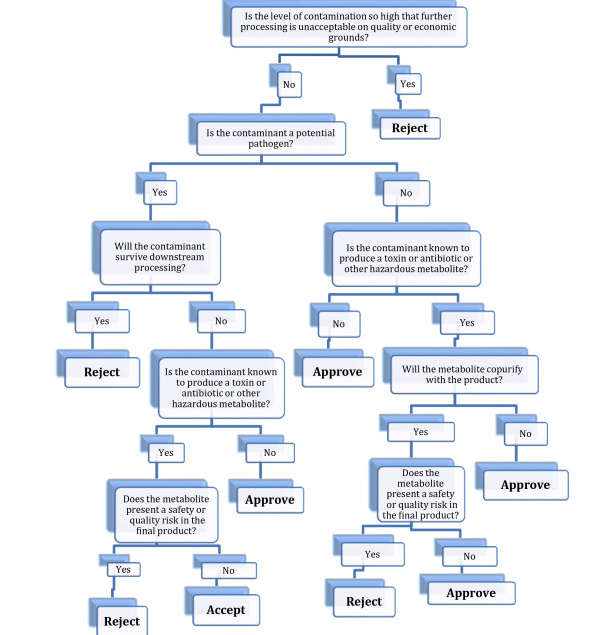 Is the level of contamination so high that further
processing is unacceptable on quality or economic
grounds?
No
Yes
Reject
Is the contaminant a potential
pathogen?
Yes
No
Will the contaminant
survive downstream
processing?
Is the contaminant known to
produce a toxin or antibiotic or
other hazardous metabolite?
Yes
No
No
Yes
Reject
Is the contaminant known
to produce a toxin or
antibiotic or other
hazardous metabolite?
Approve
Will the metabolite copurify
with the product?
Yes
No
Yes
No
Does the metabolite
present a safety or
quality risk in the
final product?
Approve
Does the
metabolite
present a safety
or quality risk in
the final product?
Approve
Yes
No
Yes
No
Reject
Accept
Reject
Approve